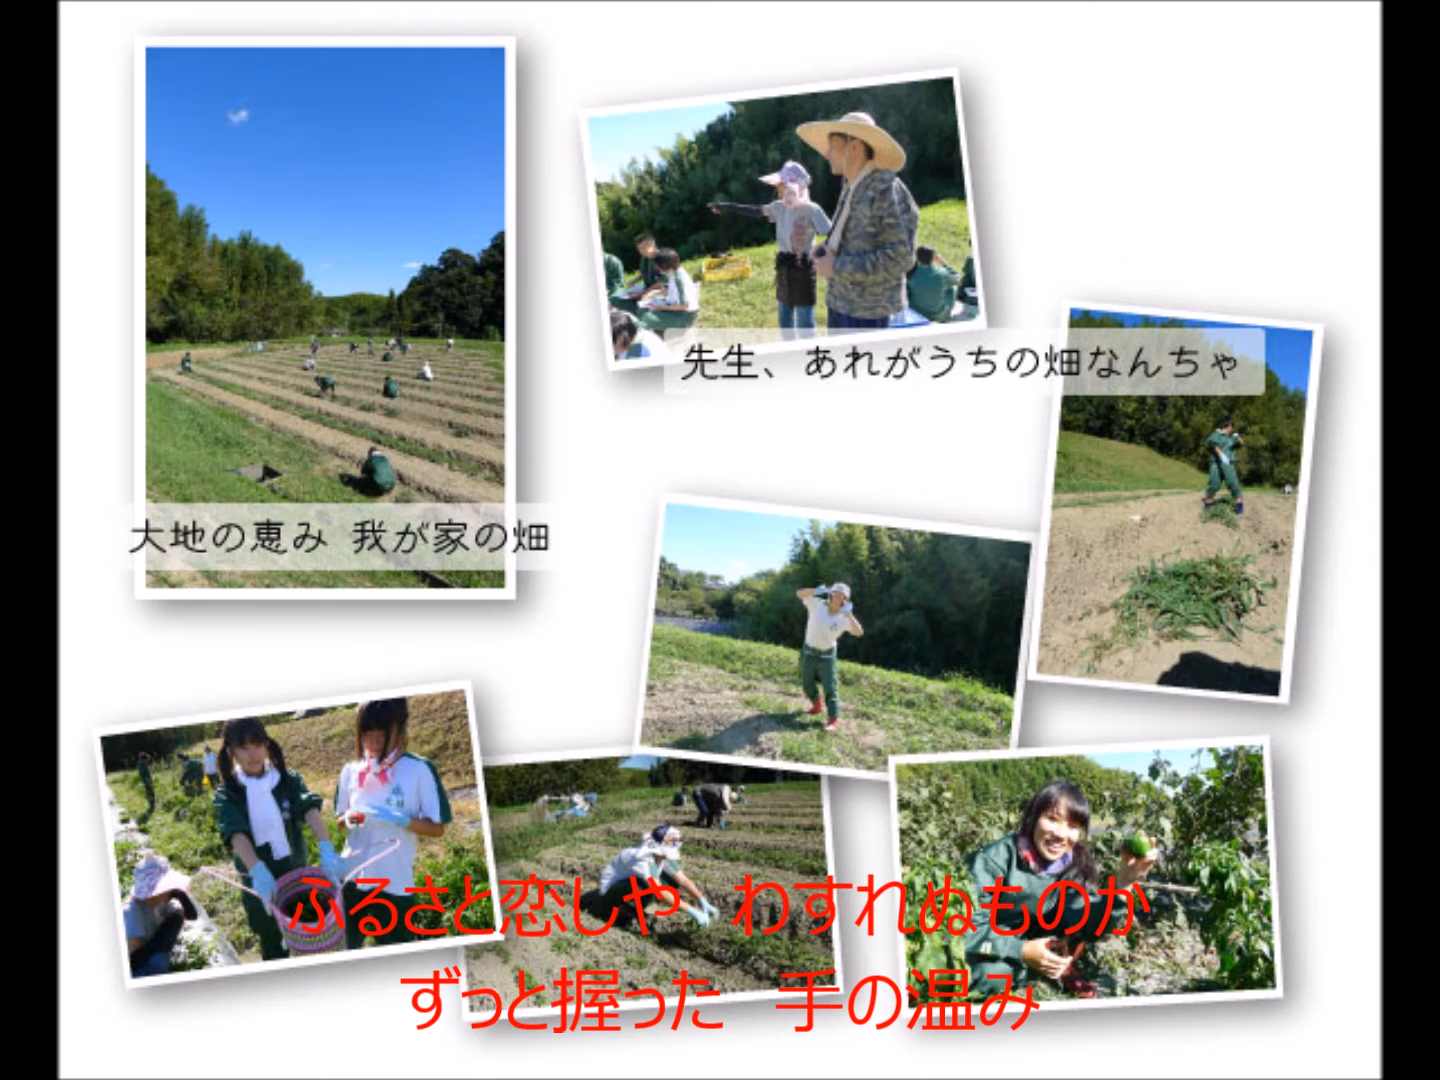 先生、あれがうちの畑なんちゃ
大地の恵み 我が家の畑
ふるさと恋しや わすれぬものか
ずっと握った 手の温み